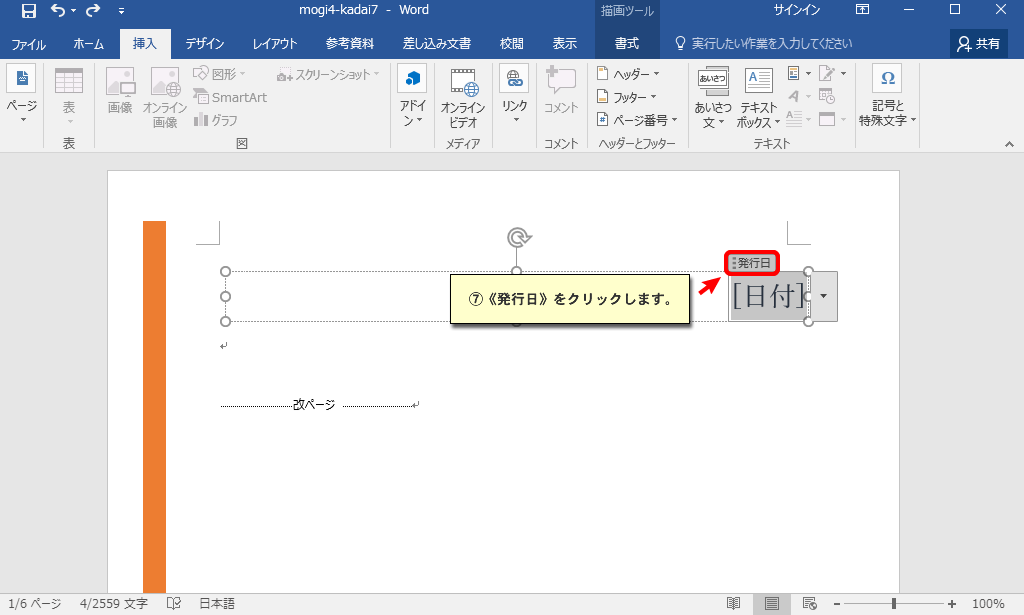 mogi4-kadai7 - Word
描画ツール
サインイン
ファイル ホーム 挿入 デザイン レイアウト 参考資料 差し込み文書 校閲 表示 書式 実行したい作業を入力してください 共有
ページ
表
画像
オンライン
画像
図形
SmartArt
グラフ
スクリーンショット
アドイ
ン
オンライン
ビデオ
リンク
コメント
ヘッダー
フッター
ページ番号
あいさつ
あいさつ
文
テキスト
ボックス
記号と
特殊文字
表 図 メディア コメント ヘッダーとフッター テキスト
発行日
[日付]
⑦《発行日》をクリックします。
改ページ
1/6 ページ 4/2559 文字 日本語 100%